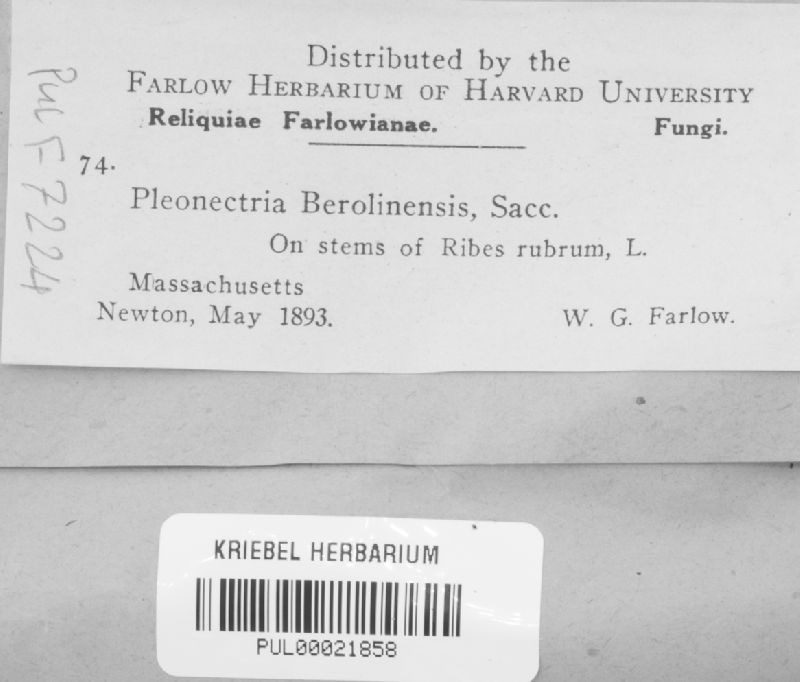 Distributed by the
FARLOW HERBARIUM OF HARVARD UNIVERSITY
Reliquiae Farlowianae. Fungi.
74.
Pleonectria Berolinensis, Sacc.
On stems of Ribes rubrum, L.
Massachusetts
Newton, May 1893. W. G. Farlow.
Pul F 7224
KRIEBEL HERBARIUM
PUL00021858